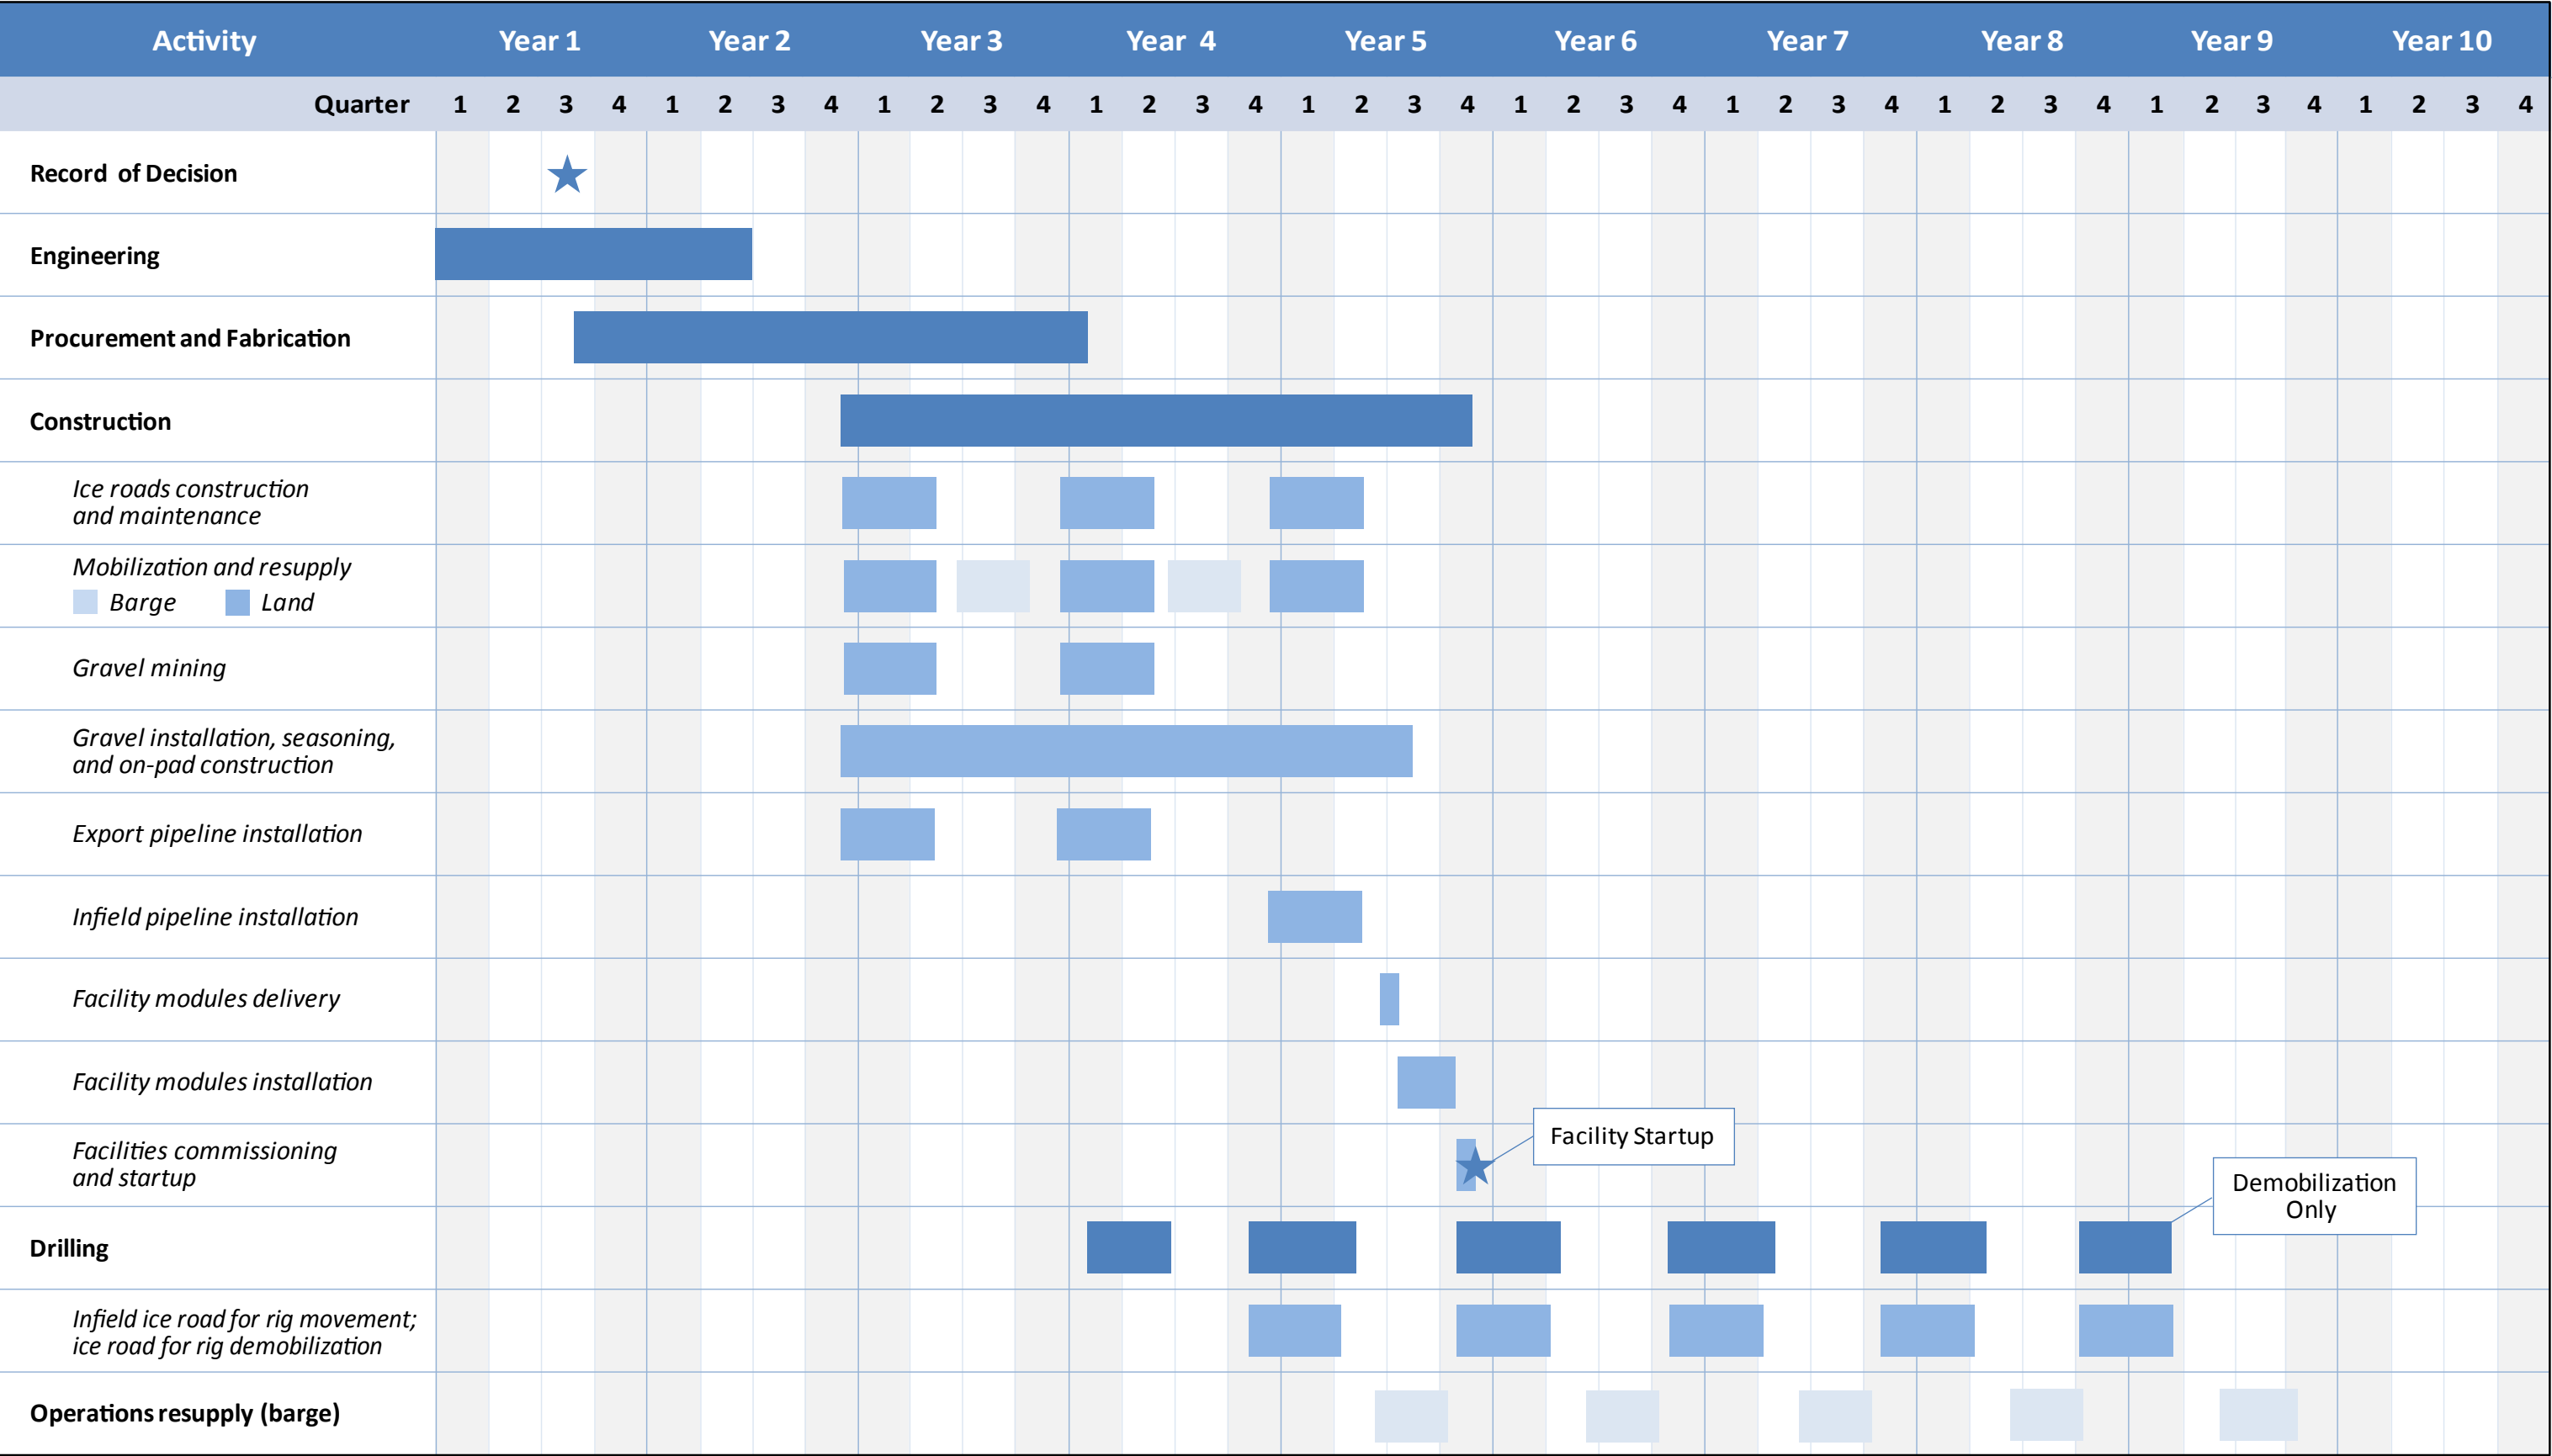 Activity Year 1 Year 2 Year 3 Year 4 Year 5 Year 6 Year 7 Year 8 Year 9 Year 10
Quarter 1 2 3 4 1 2 3 4 1 2 3 4 1 2 3 4 1 2 3 4 1 2 3 4 1 2 3 4 1 2 3 4 1 2 3 4 1 2 3 4
Record of Decision
Engineering
Procurement and Fabrication
Construction
Ice roads construction
and maintenance
Mobilization and resupply
Barge Land
Gravel mining
Gravel installation, seasoning,
and on-pad construction
Export pipeline installation
Infield pipeline installation
Facility modules delivery
Facility modules installation
Facilities commissioning
and startup
Facility Startup
Demobilization
Only
Drilling
Infield ice road for rig movement;
ice road for rig demobilization
Operations resupply (barge)